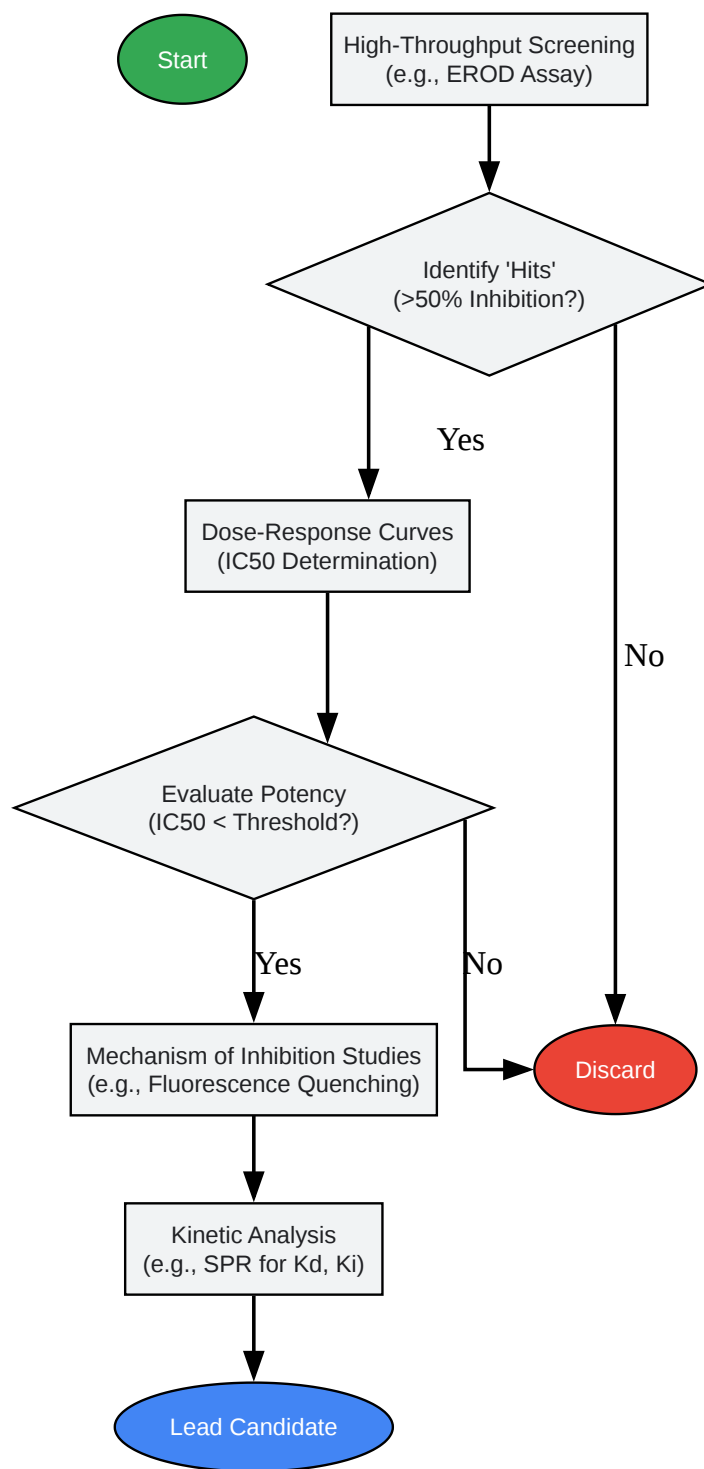 Start
High-Throughput Screening
(e.g., EROD Assay)
Identify 'Hits'
(>50% Inhibition?)
Yes
Dose-Response Curves
(IC50 Determination)
No
Evaluate Potency
(IC50 < Threshold?)
Yes
No
Mechanism of Inhibition Studies
(e.g., Fluorescence Quenching)
Discard
Kinetic Analysis
(e.g., SPR for Kd, Ki)
Lead Candidate